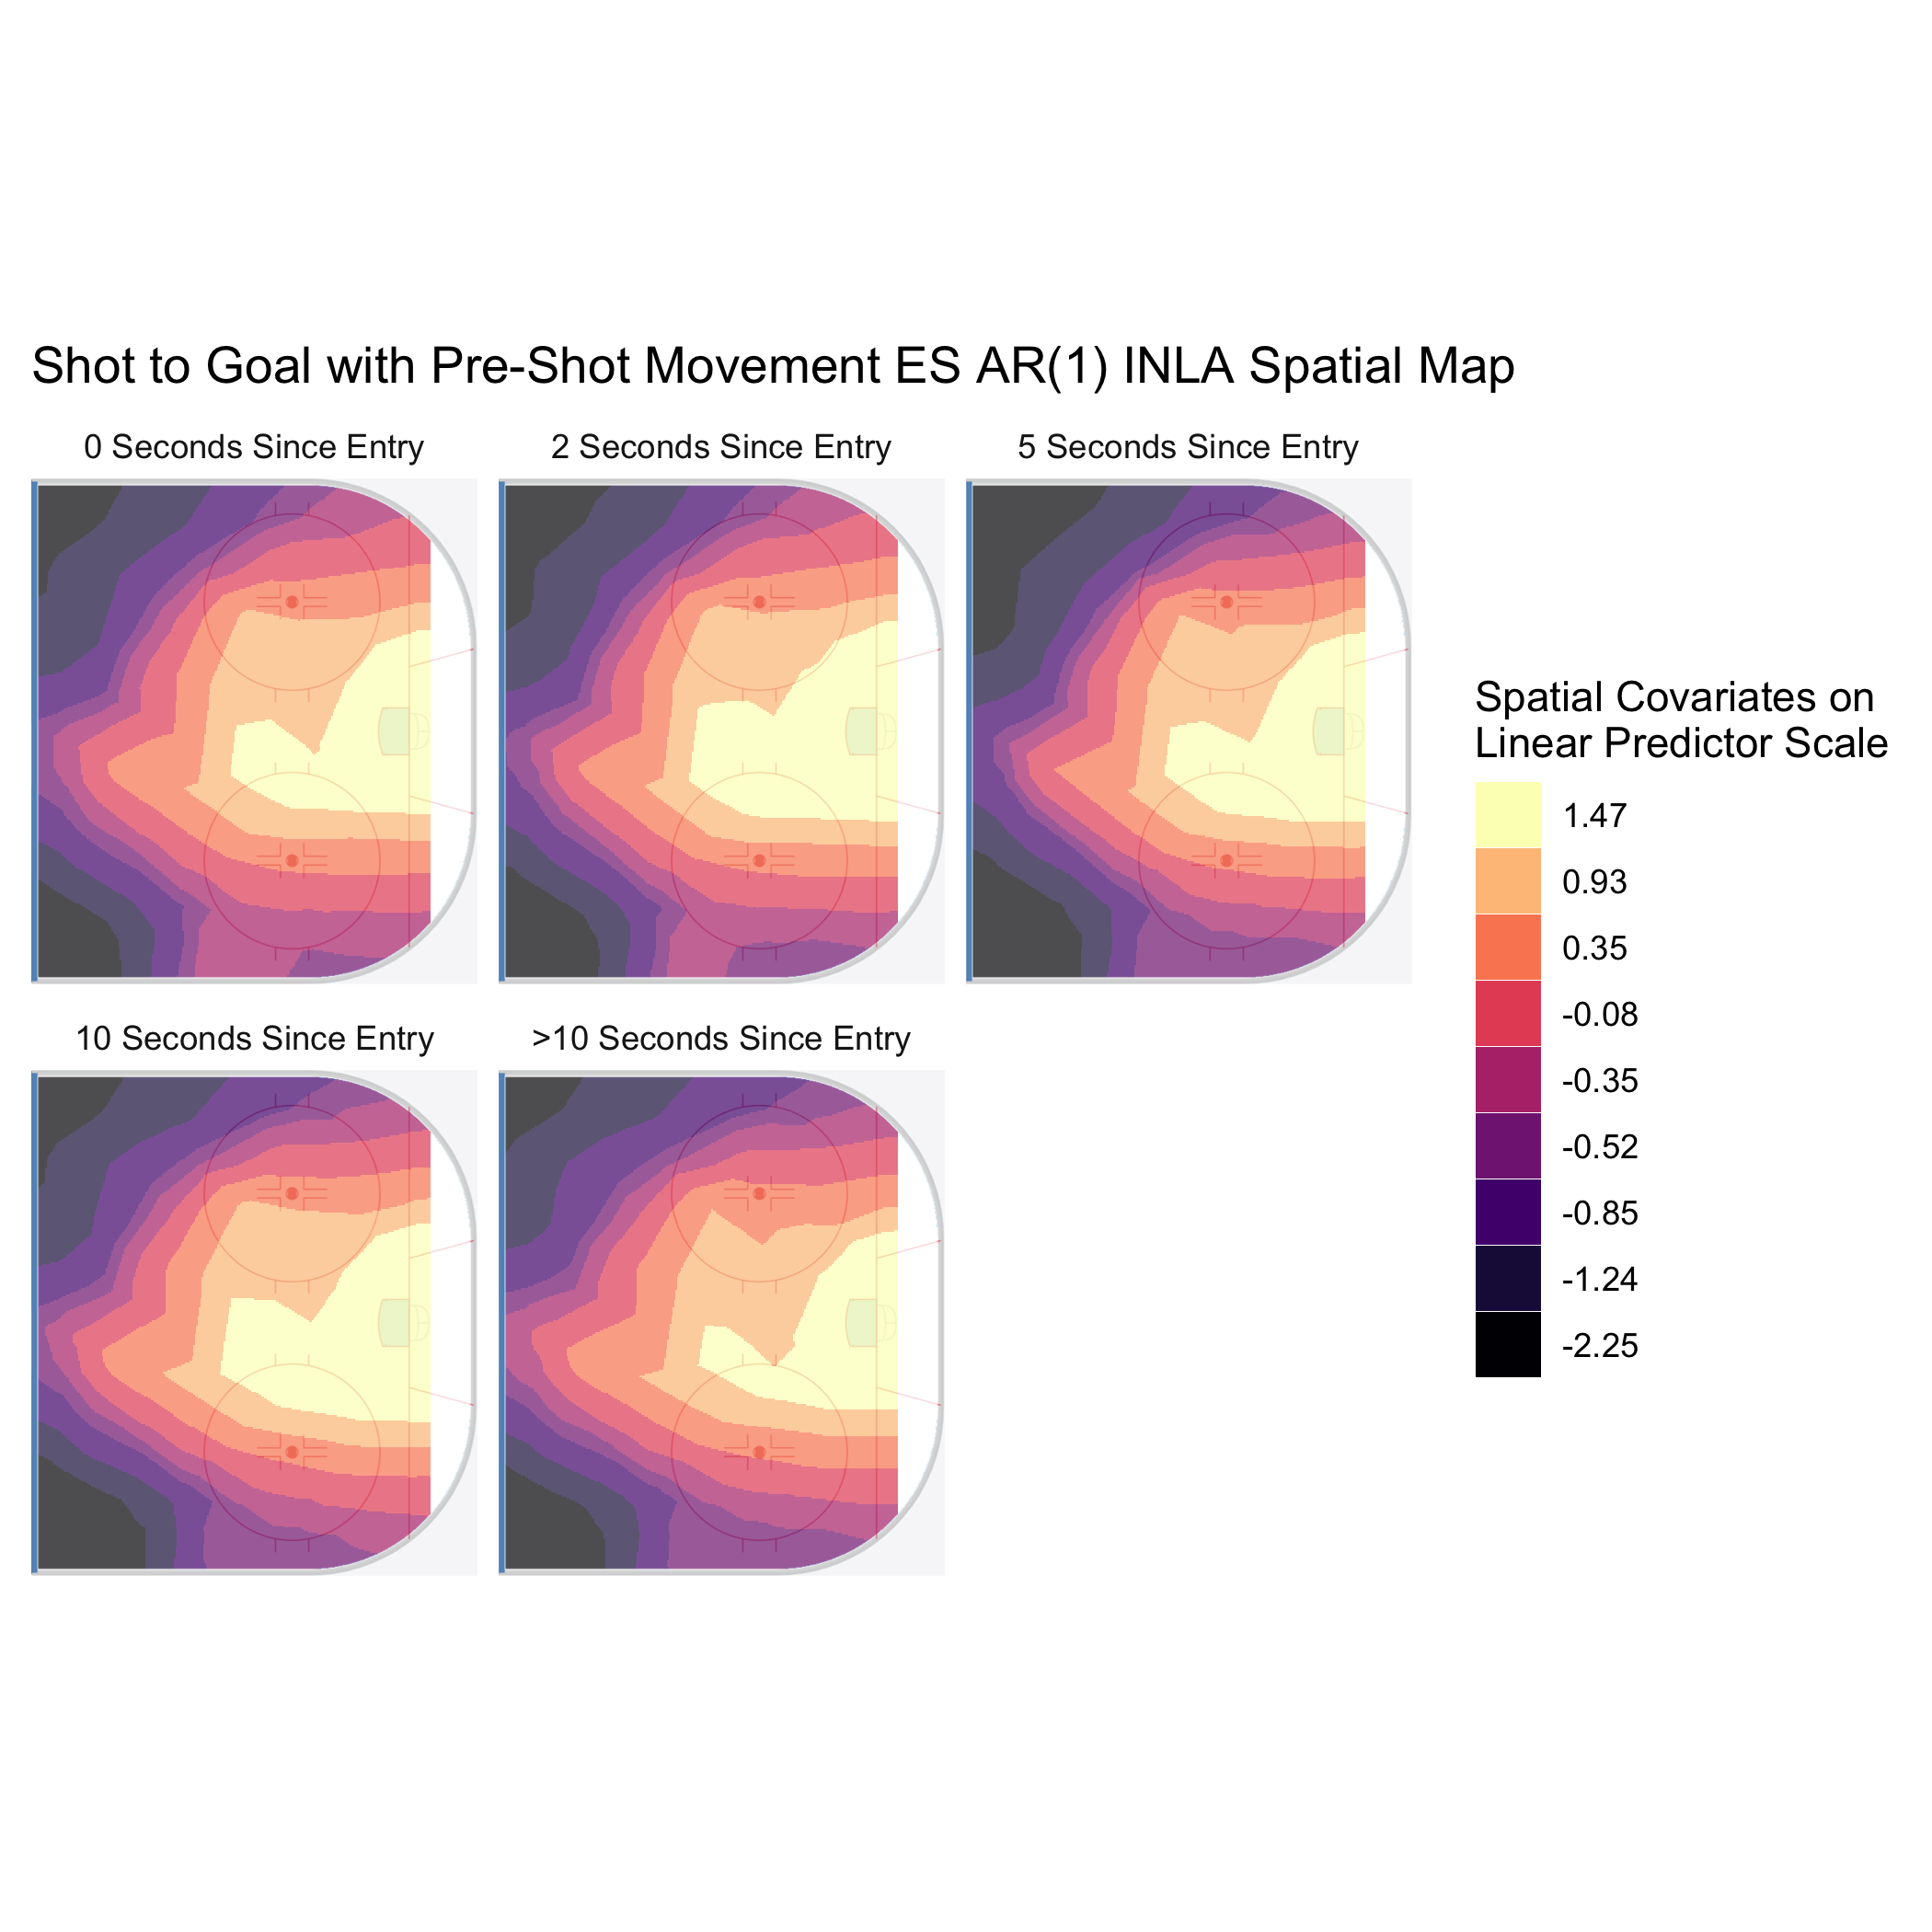 Shot to Goal with Pre-Shot Movement ES AR(1) INLA Spatial Map
0 Seconds Since Entry
2 Seconds Since Entry
5 Seconds Since Entry
10 Seconds Since Entry
>10 Seconds Since Entry
Spatial Covariates on
Linear Predictor Scale
1.47
0.93
0.35
-0.08
-0.35
-0.52
-0.85
-1.24
-2.25